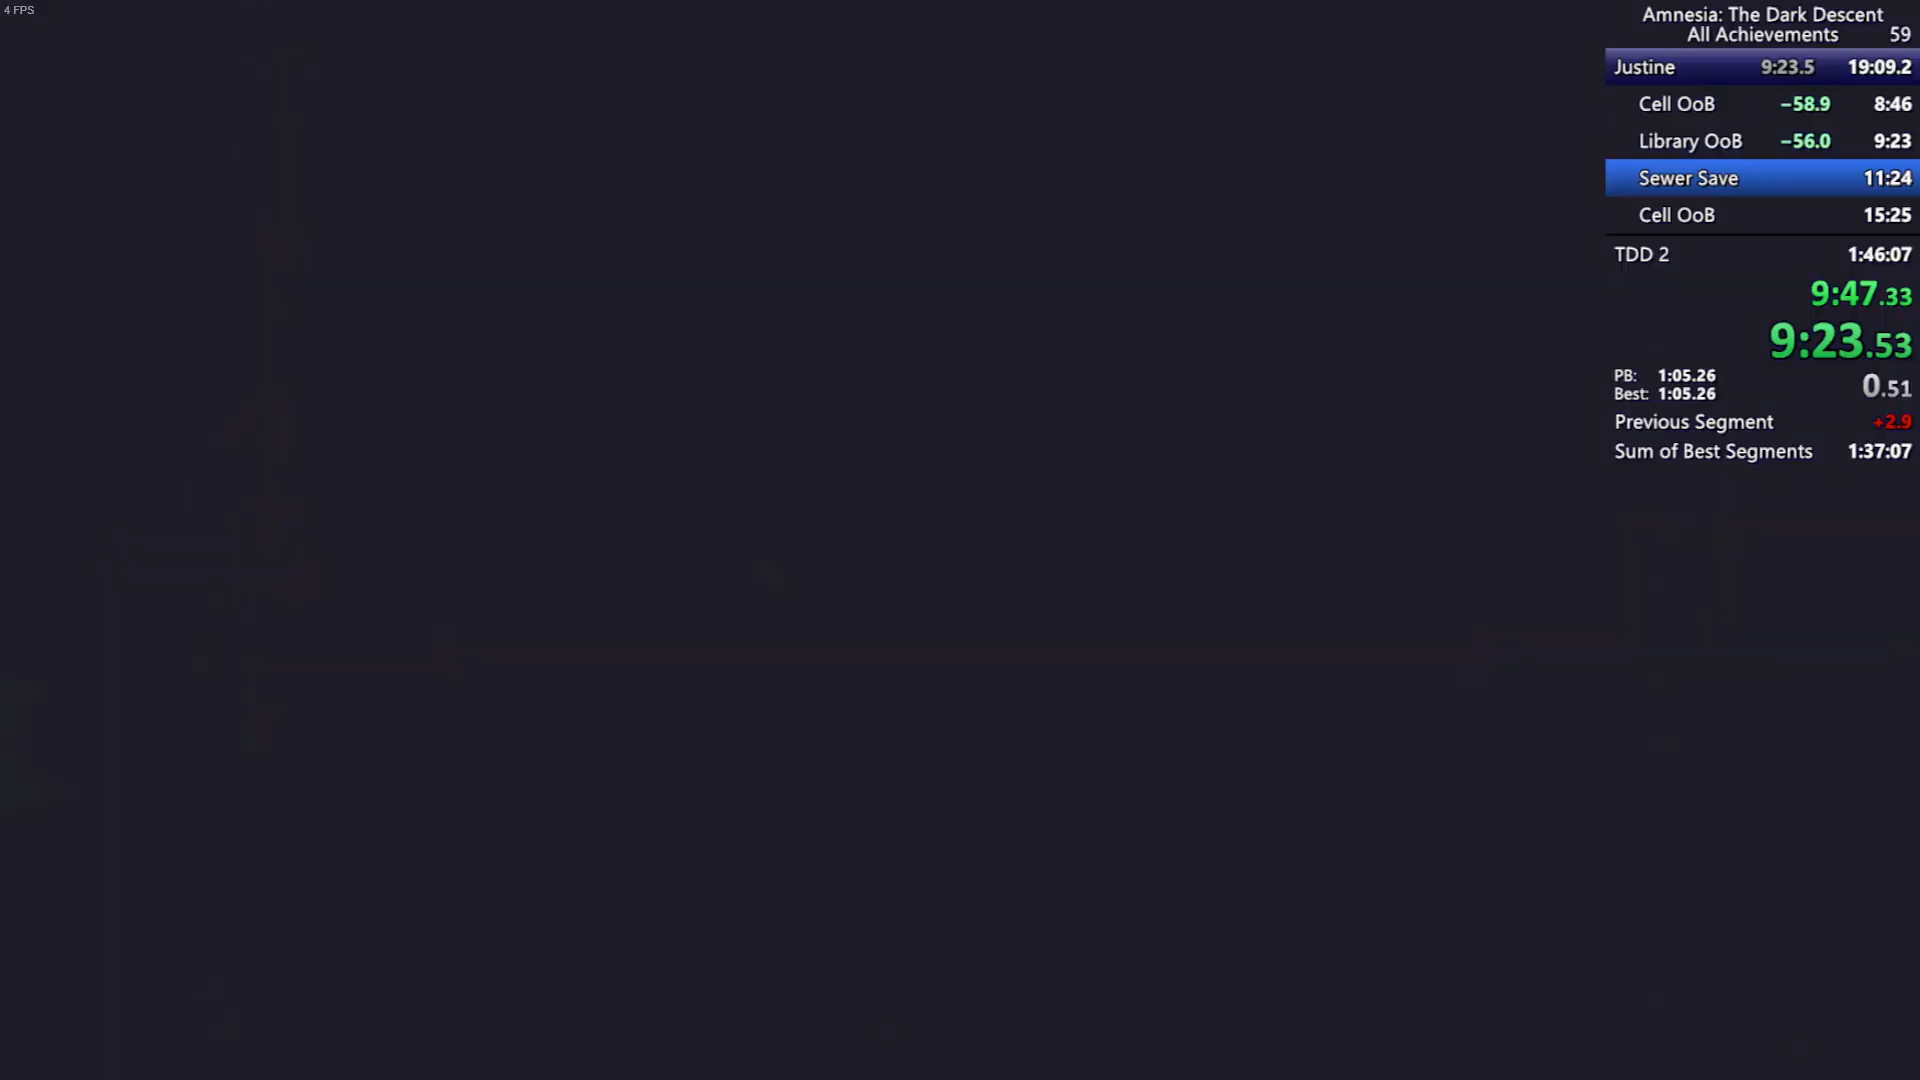 4 FPS
Amnesia: The Dark Descent
All Achievements 59
Justine 9:23.5 19:09.2
Cell OoB -58.9 8:46
Library OoB -56.0 9:23
Sewer Save 11:24
Cell OoB 15:25
TDD 2 1:46:07
9:47.33
9:23.53
PB: 1:05.26 0.51
Best: 1:05.26
Previous Segment +2.9
Sum of Best Segments 1:37:07